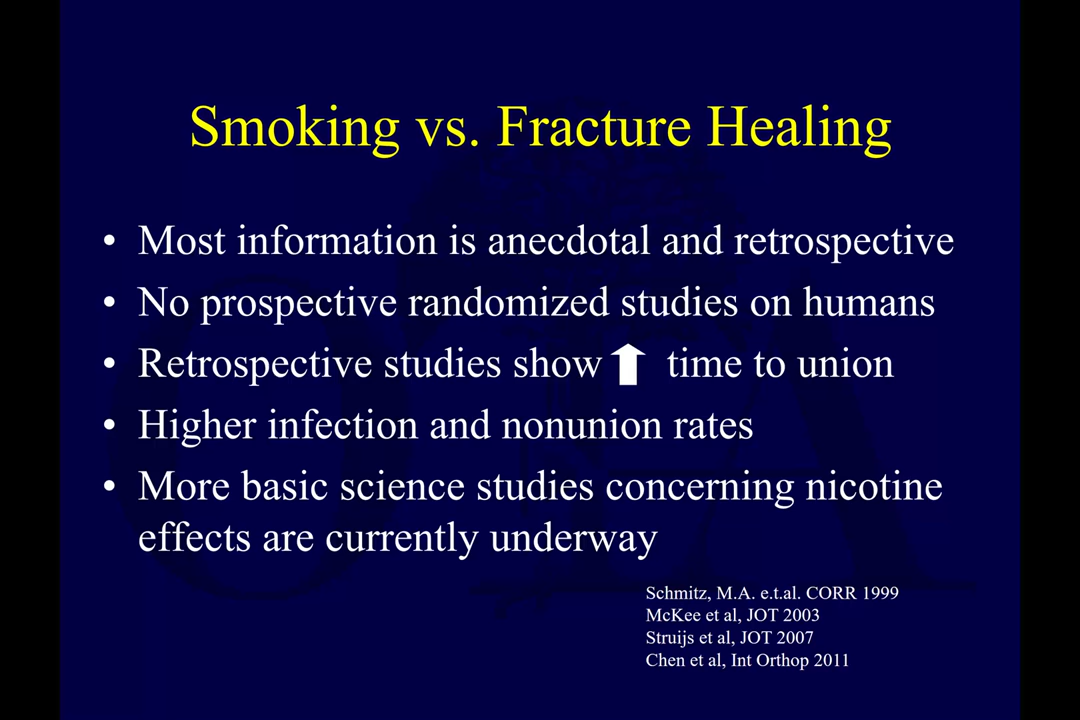 Smoking vs. Fracture Healing
• Most information is anecdotal and retrospective
• No prospective randomized studies on humans
• Retrospective studies show ⬆ time to union
• Higher infection and nonunion rates
• More basic science studies concerning nicotine
effects are currently underway
Schmitz, M.A. e.t.al. CORR 1999
McKee et al, JOT 2003
Struijs et al, JOT 2007
Chen et al, Int Orthop 2011
OTA